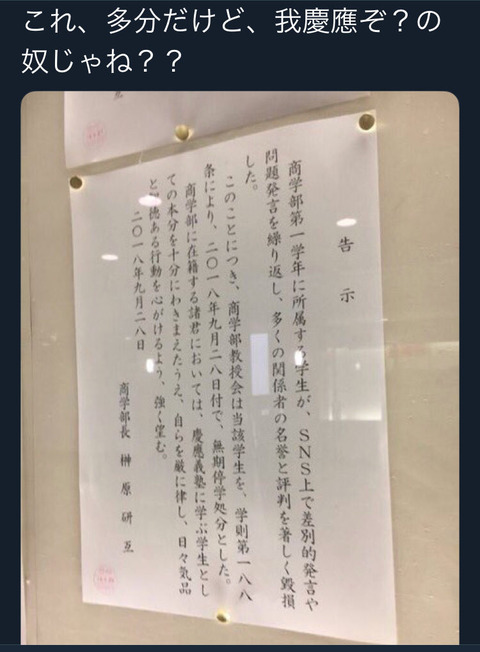 これ、多分だけど、我慶應ぞ？の
奴じゃね？？
告示
商学部第一学年に所属する学生が、ＳＮＳ上で差別的発言や
問題発言を繰り返し、多くの関係者の名誉と評判を著しく毀損
した。
このことにつき、商学部教授会は当該学生を、学則第一八八
条により、二〇一八年九月二八日付で、無期停学処分とした。
商学部に在籍する諸君においては、慶應義塾に学ぶ学生とし
ての本分を十分にわきまえたうえ、自らを厳に律し、日々気品
と徳ある行動を心がけるよう、強く望む。
二〇一八年九月二八日
商学部長 榊原研互
互